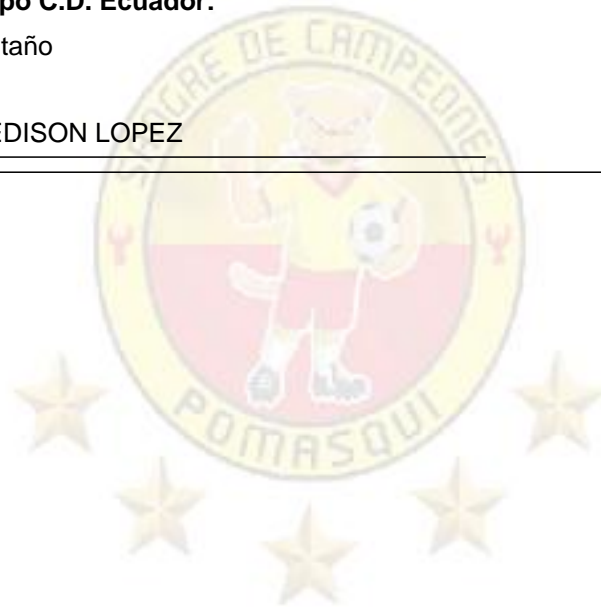 po C.D. Ecuador:
taño
EDISON LOPEZ
SANGRE DE CAMPEONES
POMASQUI